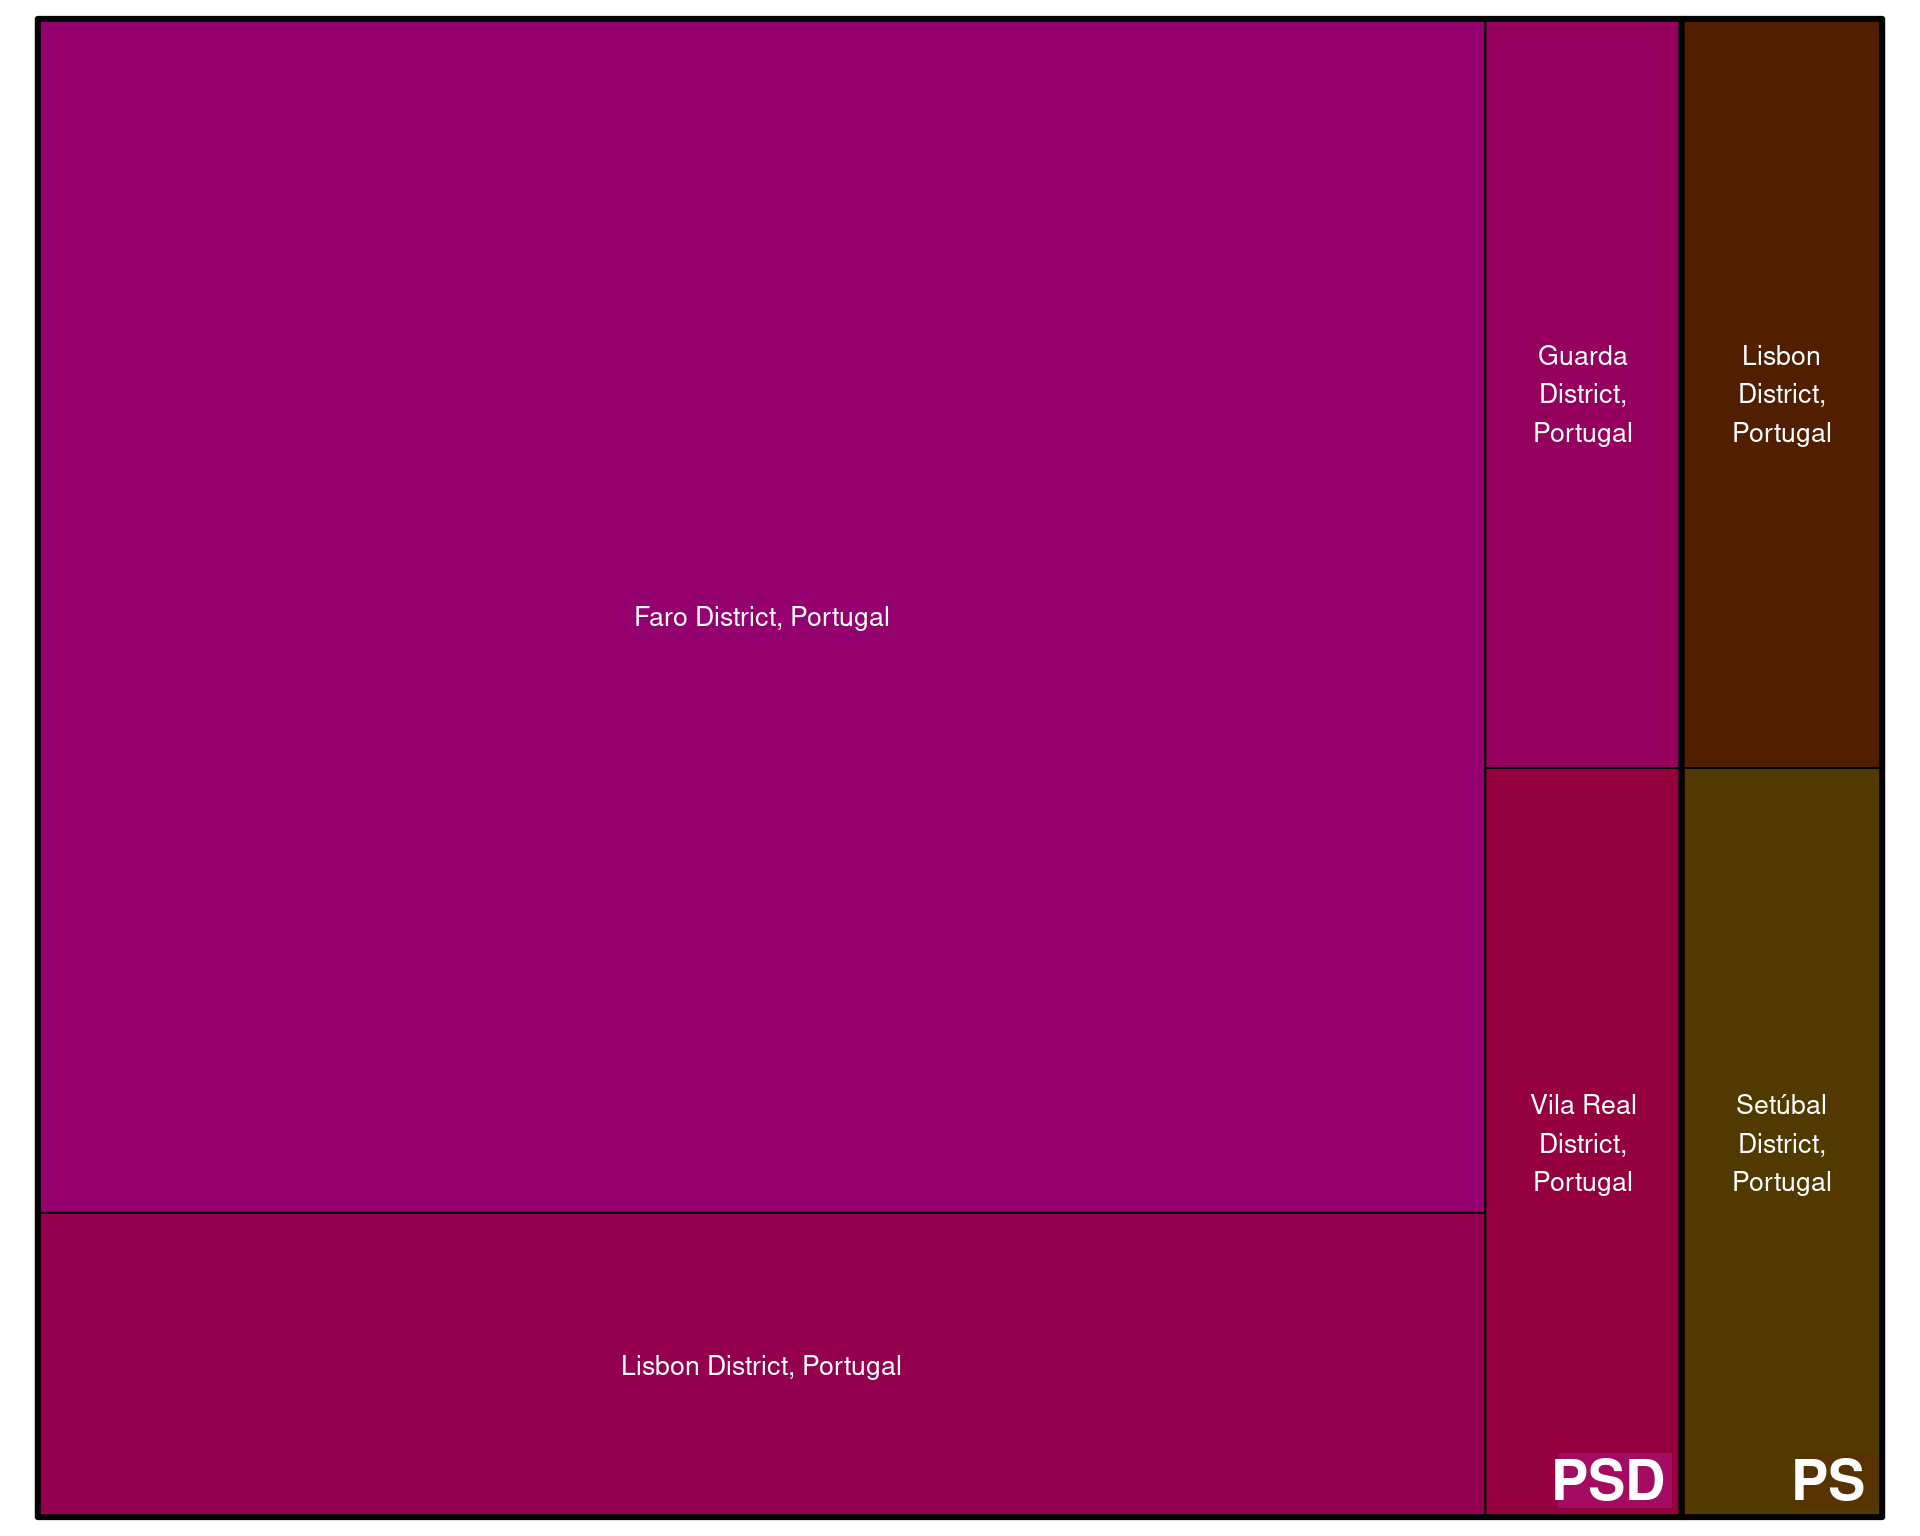 Faro District, Portugal
Lisbon District, Portugal
Guarda
District,
Portugal
Vila Real
District,
Portugal
PSD
Lisbon
District,
Portugal
Setúbal
District,
Portugal
PS